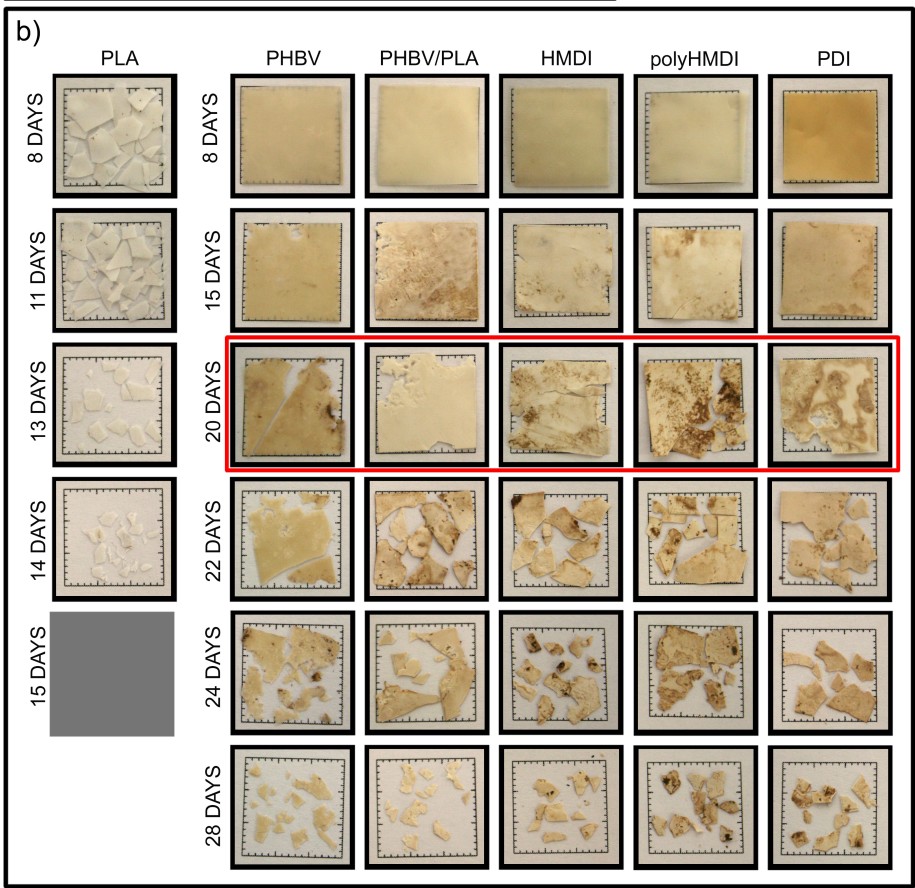 b)
PLA
PHBV
PHBV/PLA
HMDI
polyHMDI
PDI
8 DAYS
8 DAYS
11 DAYS
15 DAYS
13 DAYS
20 DAYS
14 DAYS
22 DAYS
15 DAYS
24 DAYS
28 DAYS